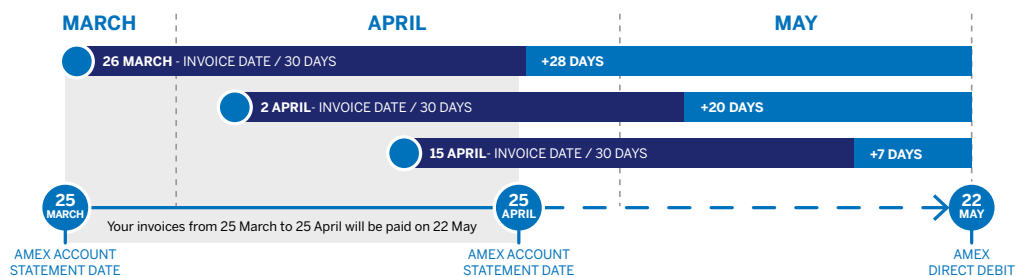 MARCH
APRIL
MAY
26 MARCH - INVOICE DATE / 30 DAYS
+28 DAYS
2 APRIL- INVOICE DATE / 30 DAYS
+20 DAYS
15 APRIL- INVOICE DATE / 30 DAYS
+7 DAYS
25
MARCH
25
APRIL
22
MAY
Your invoices from 25 March to 25 April will be paid on 22 May
AMEX ACCOUNT
STATEMENT DATE
AMEX ACCOUNT
STATEMENT DATE
AMEX
DIRECT DEBIT